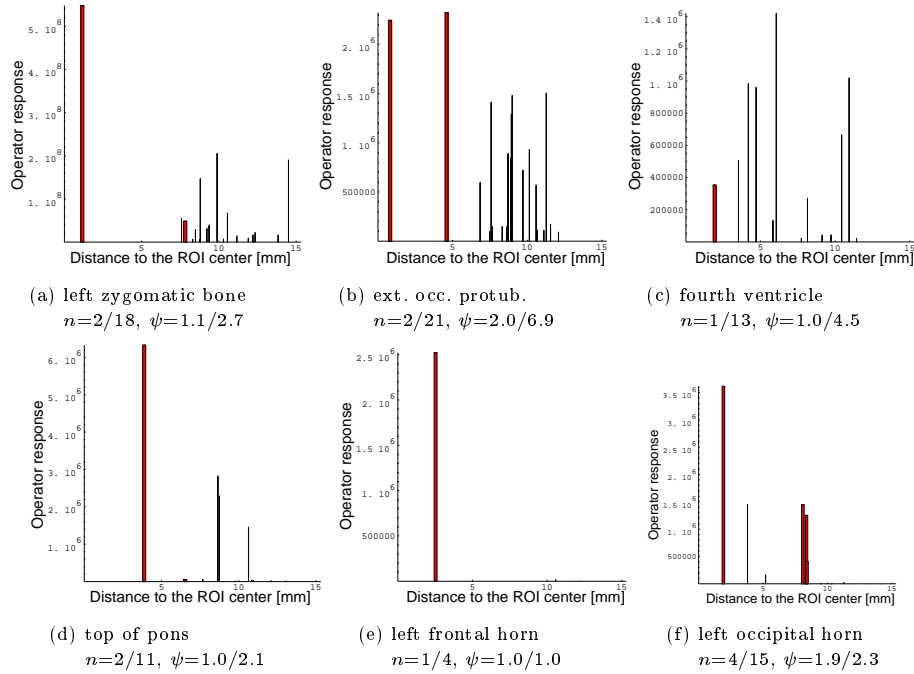 5. 10^8
4. 10^8
3. 10^8
2. 10^8
1. 10^8
Operator response
5 10 15
Distance to the ROI center [mm]
(a) left zygomatic bone
n=2/18, ψ=1.1/2.7
2. 10^6
1.5 10^6
1. 10^6
500000
Operator response
5 10 15
Distance to the ROI center [mm]
(b) ext. occ. protub.
n=2/21, ψ=2.0/6.9
1.4 10^6
1.2 10^6
1. 10^6
800000
600000
400000
200000
Operator response
5 10 15
Distance to the ROI center [mm]
(c) fourth ventricle
n=1/13, ψ=1.0/4.5
6. 10^6
5. 10^6
4. 10^6
3. 10^6
2. 10^6
1. 10^6
Operator response
5 10 15
Distance to the ROI center [mm]
(d) top of pons
n=2/11, ψ=1.0/2.1
2.5 10^6
2. 10^6
1.5 10^6
1. 10^6
500000
Operator response
5 10 15
Distance to the ROI center [mm]
(e) left frontal horn
n=1/4, ψ=1.0/1.0
3.5 10^6
3. 10^6
2.5 10^6
2. 10^6
1.5 10^6
1. 10^6
500000
Operator response
5 10 15
Distance to the ROI center [mm]
(f) left occipital horn
n=4/15, ψ=1.9/2.3